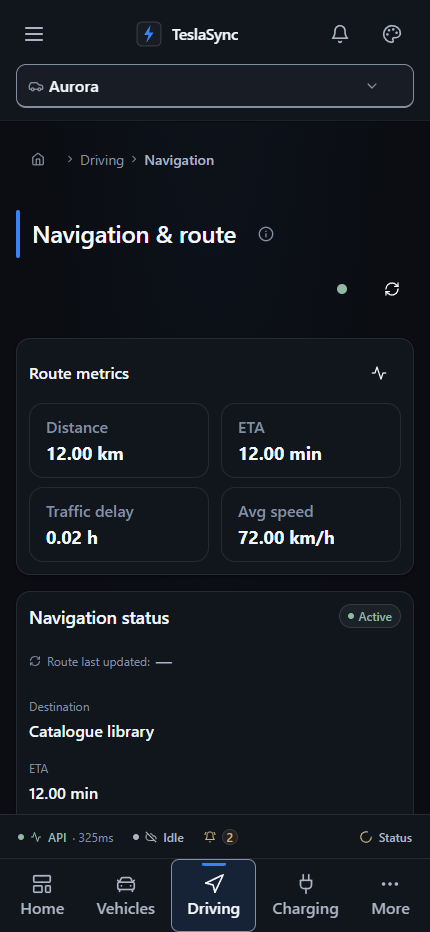 TeslaSync
Aurora
Driving > Navigation
Navigation & route
Route metrics
Distance
12.00 km
ETA
12.00 min
Traffic delay
0.02 h
Avg speed
72.00 km/h
Navigation status
Active
Route last updated: —
Destination
Catalogue library
ETA
12.00 min
API · 325ms
Idle
2
Status
Home
Vehicles
Driving
Charging
More